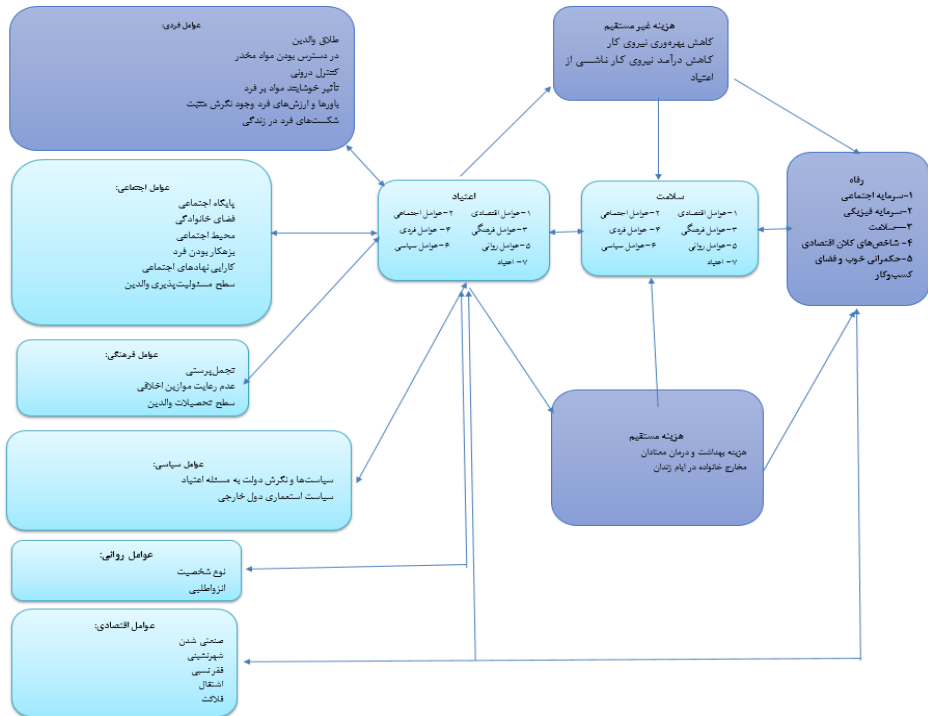 عوامل فردی:
طلاق والدین
در دسترس بودن مواد مخدر
کنترل درونی
تأثیر خوشایند مواد بر فرد
باورها و ارزش‌های فرد وجود نگرش مثبت
شکست‌های فرد در زندگی
هزینه غیر مستقیم
کاهش بهره‌وری نیروی کار
کاهش درآمد نیروی کار ناشی از
اعتیاد
عوامل اجتماعی:
پایگاه اجتماعی
فضای خانوادگی
محیط اجتماعی
بزهکار بودن فرد
کارایی نهادهای اجتماعی
سطح مسئولیت‌پذیری والدین
اعتیاد
۱-عوامل اقتصادی ۲-عوامل اجتماعی
۳-عوامل فرهنگی ۴- عوامل فردی
۵-عوامل روانی ۶-عوامل سیاسی
۷- اعتیاد
سلامت
۱-عوامل اقتصادی ۲-عوامل اجتماعی
۳-عوامل فرهنگی ۴- عوامل فردی
۵-عوامل روانی ۶-عوامل سیاسی
۷- اعتیاد
رفاه
۱-سرمایه اجتماعی
۲-سرمایه فیزیکی
۳-سلامت
۴- شاخص‌های کلان اقتصادی
۵-حکمرانی خوب و فضای
کسب‌وکار
عوامل فرهنگی:
تجمل‌پرستی
عدم رعایت موازین اخلاقی
سطح تحصیلات والدین
هزینه مستقیم
هزینه بهداشت و درمان معتادان
مخارج خانواده در ایام زندان
عوامل سیاسی:
سیاست‌ها و نگرش دولت به مسئله اعتیاد
سیاست استعماری دول خارجی
عوامل روانی:
نوع شخصیت
انزواطلبی
عوامل اقتصادی:
صنعتی شدن
شهرنشینی
فقر نسبی
اشتغال
فلاکت